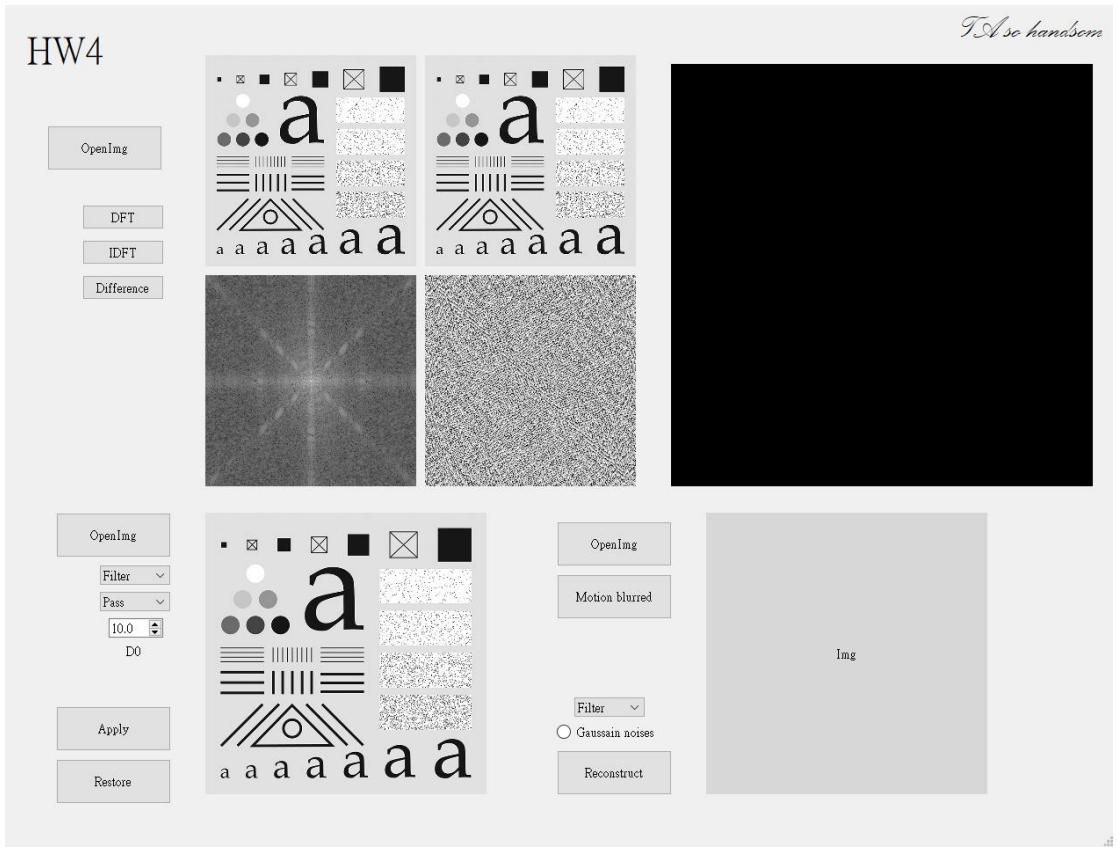 HW4
TA so handsom
OpenImg
DFT
IDFT
Difference
a
a a a a a a a
a
a a a a a a a
OpenImg
Filter
Pass
10.0
D0
Apply
Restore
a
a a a a a a a
OpenImg
Motion blurred
Filter
Gaussain noises
Reconstruct
Img